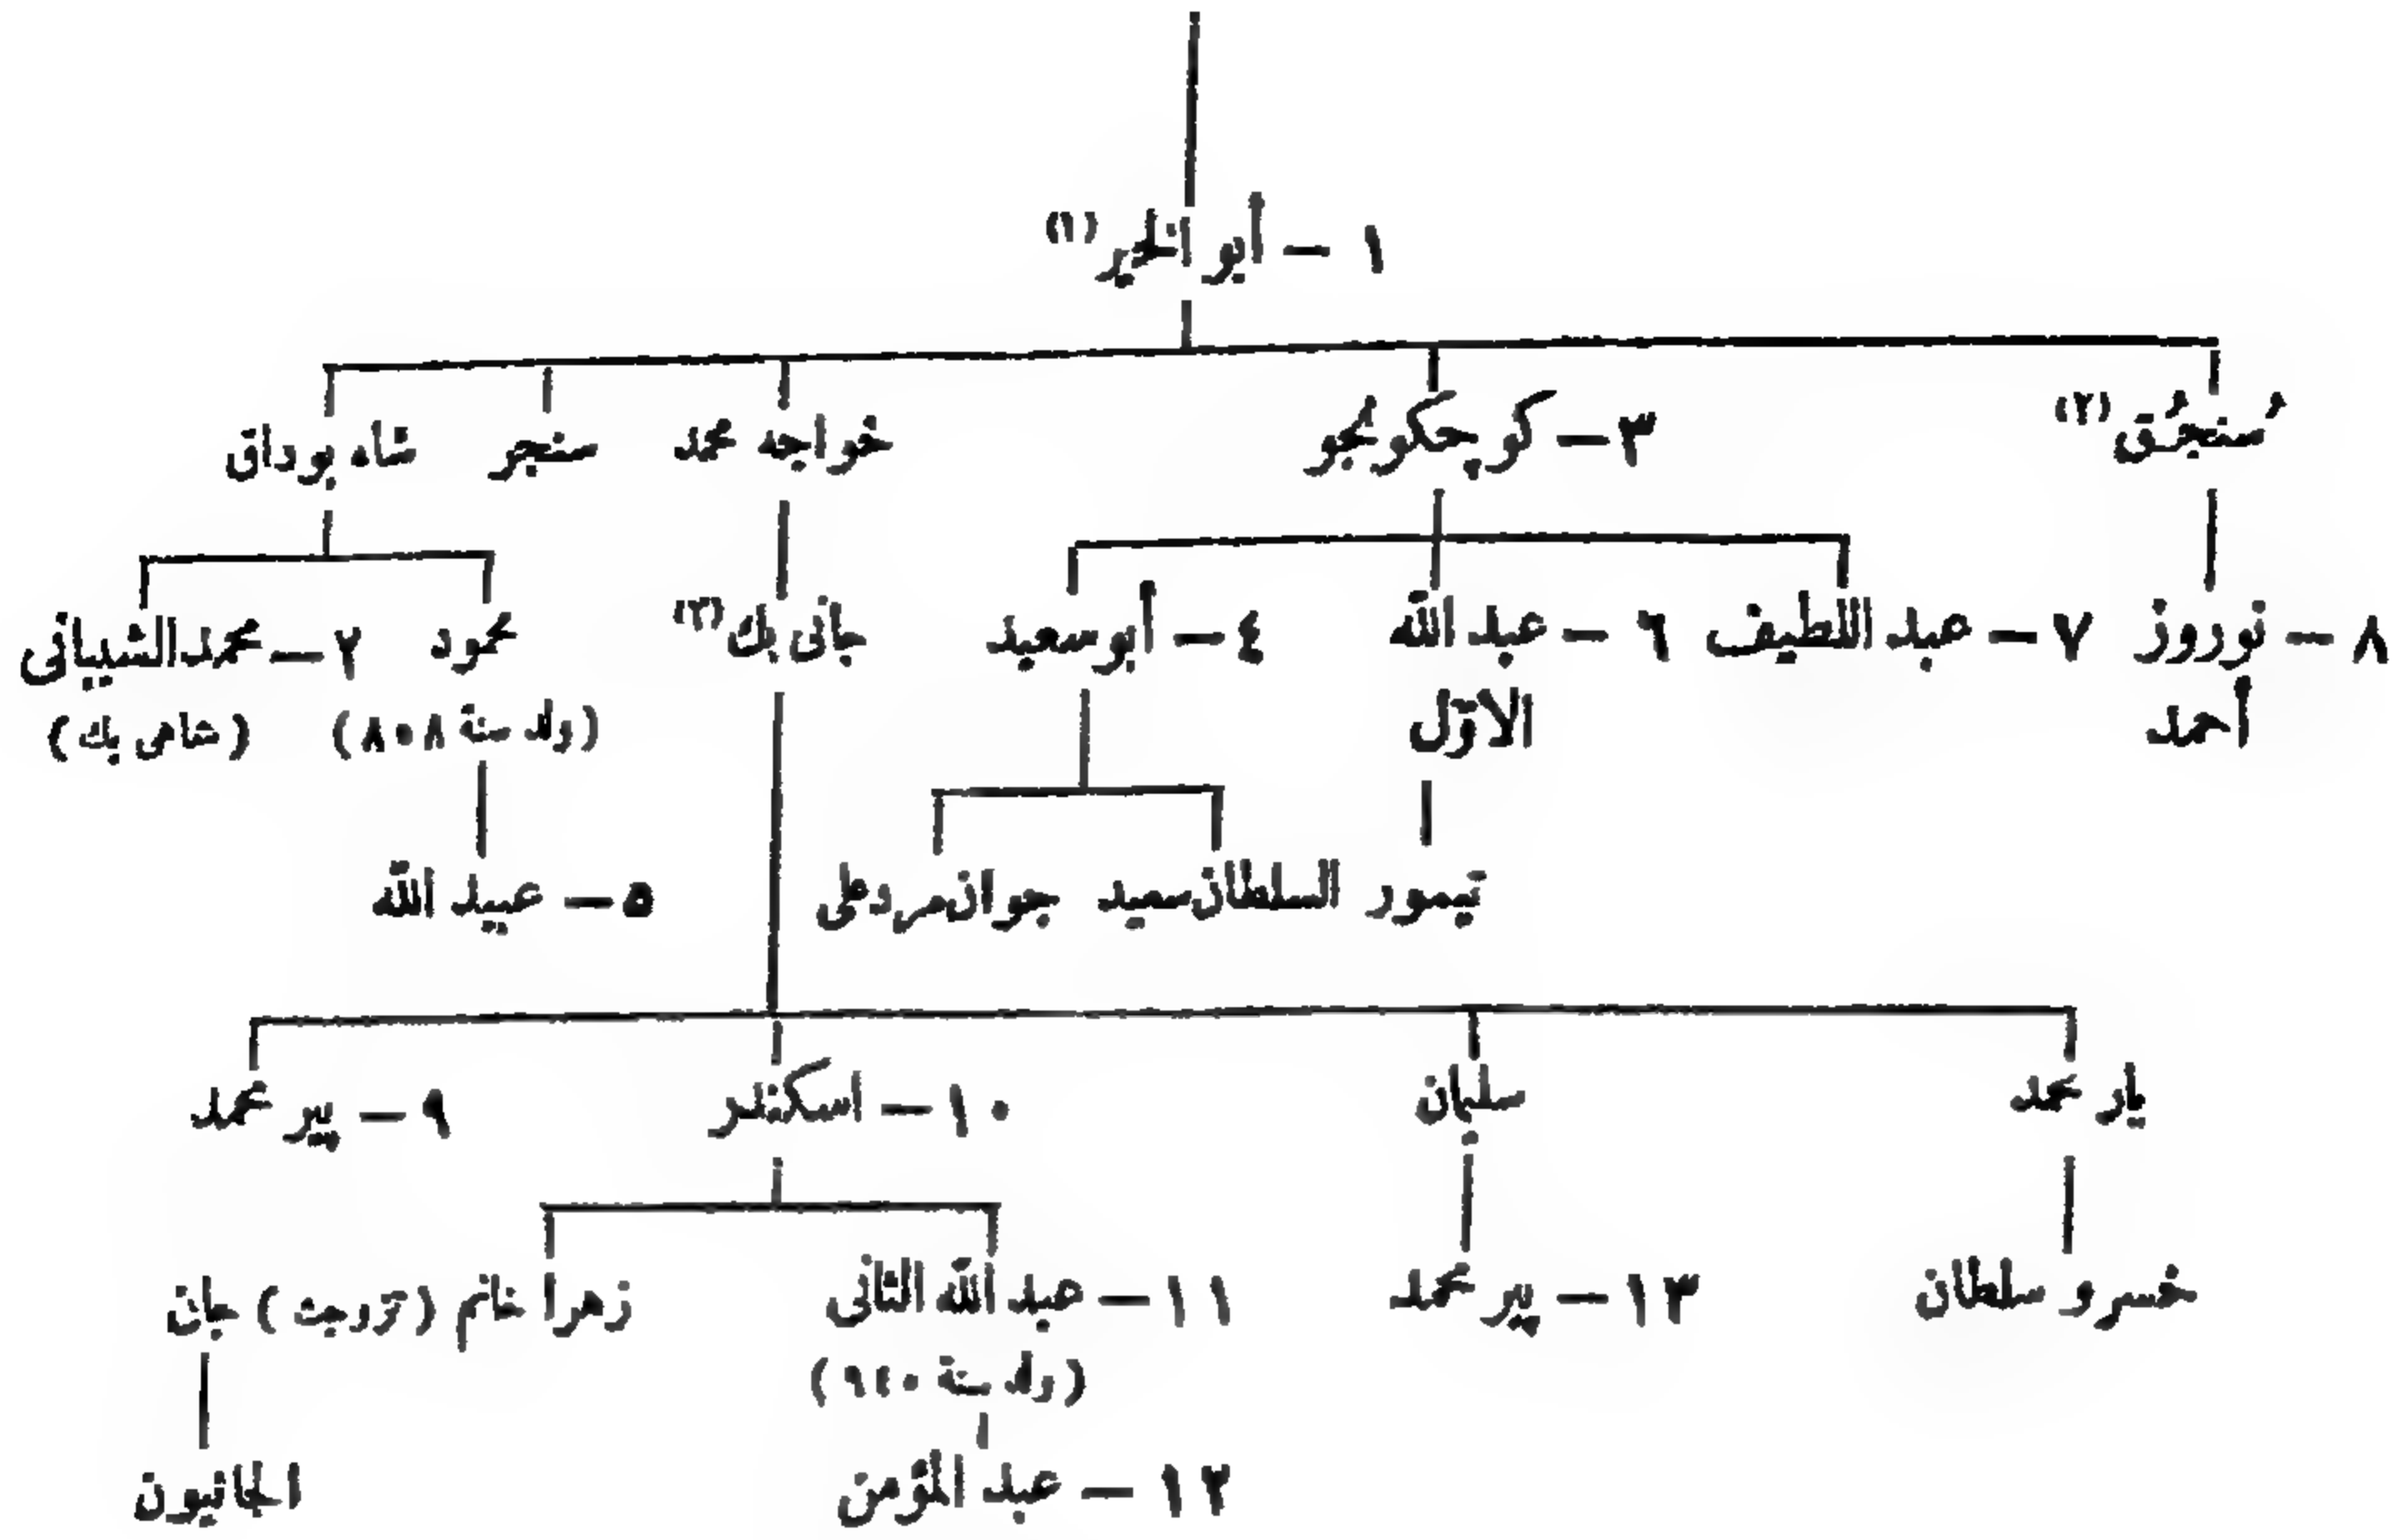 ١ — أبو الخير (١)
سُنجُق (٢)
٣ — كوچكونجو
خواجه محمد
سنجر
شاه بوداق
٨ — نوروز أحمد
٧ — عبد اللطيف
٦ — عبد الله الاوّل
٤ — أبو سعيد
جانى بك (٣)
محمود
(ولد سنة ٨٥٨)
٢ — محمد الشيبانى
(شاهى بك)
تيمور
السلطان سعيد
جوانمرد على
٥ — عبيد الله
يار محمد
سليمان
١٠ — اسكندر
٩ — پير محمد
خسرو سلطان
١٣ — پير محمد
١١ — عبد الله الثانى
(ولد سنة ٩٤٠)
زهرا خانم (تزوجت) جان
١٢ — عبد المؤمن
الجانيون